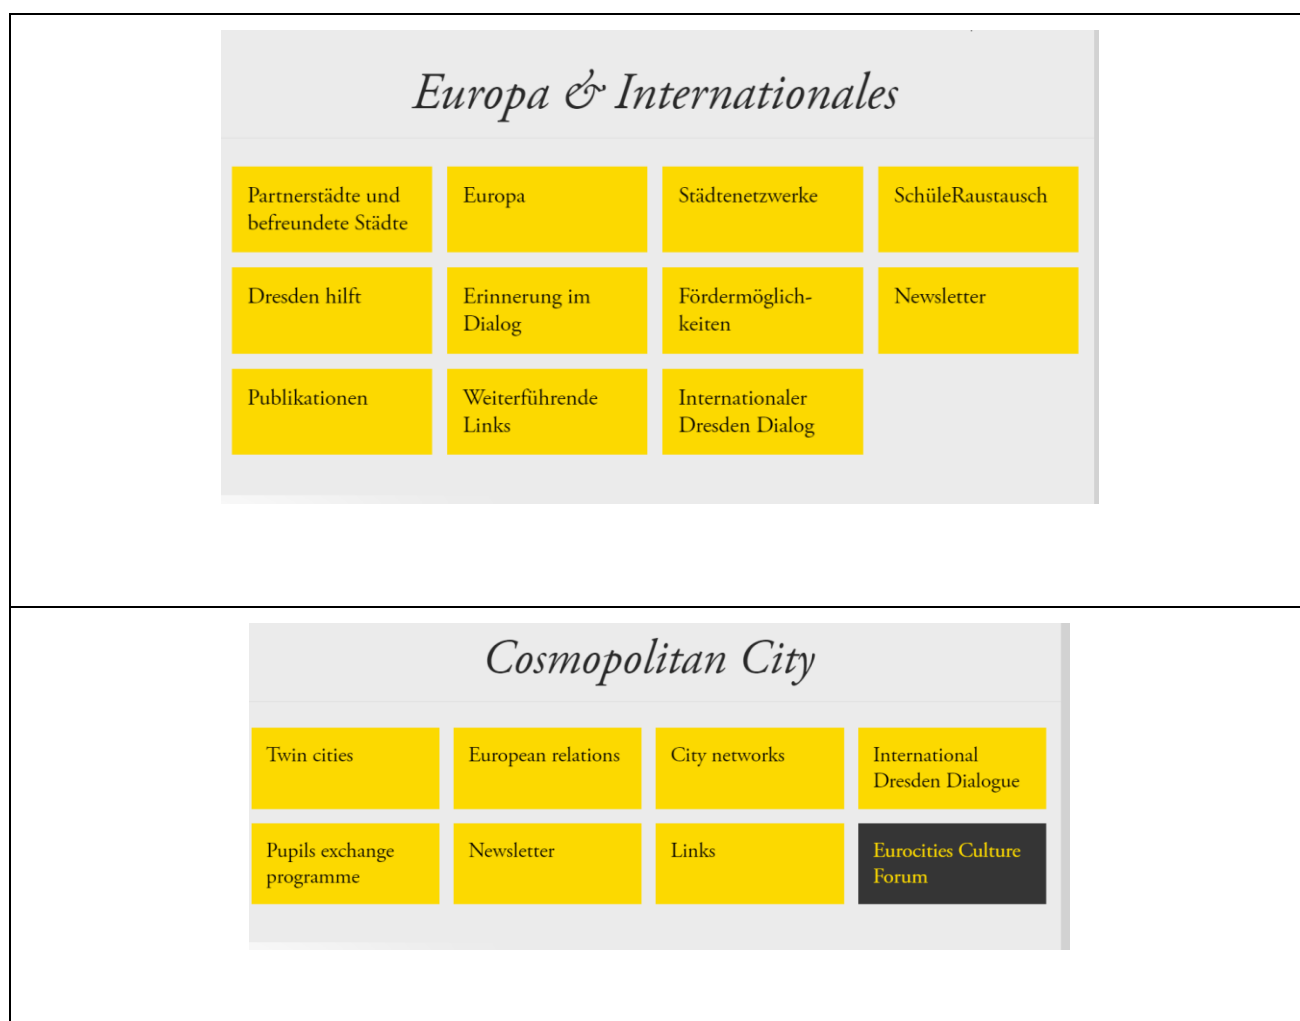 Europa & Internationales
Partnerstädte und
befreundete Städte
Europa
Städtenetzwerke
SchüleRaustausch
Dresden hilft
Erinnerung im
Dialog
Fördermöglich-
keiten
Newsletter
Publikationen
Weiterführende
Links
Internationaler
Dresden Dialog
Cosmopolitan City
Twin cities
European relations
City networks
International
Dresden Dialogue
Pupils exchange
programme
Newsletter
Links
Eurocities Culture
Forum